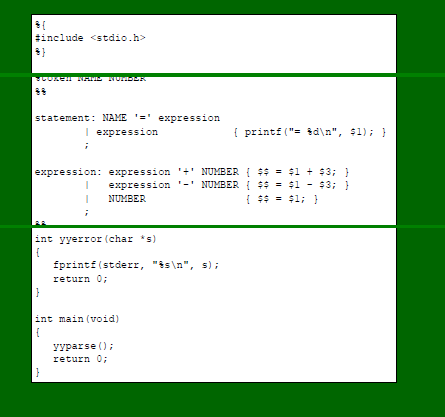 %{
#include <stdio.h>
%}
%token NAME NUMBER
%%
statement: NAME '=' expression
| expression { printf("= %d\n", $1); }
;
expression: expression '+' NUMBER { $$ = $1 + $3; }
| expression '-' NUMBER { $$ = $1 - $3; }
| NUMBER { $$ = $1; }
;
%%
int yyerror(char *s)
{
fprintf(stderr, "%s\n", s);
return 0;
}
int main(void)
{
yyparse();
return 0;
}